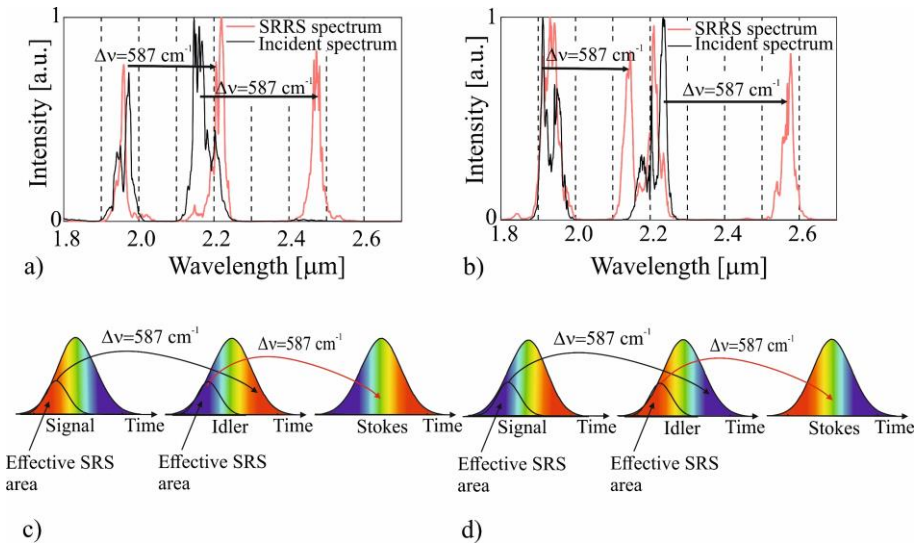 1
SRRS spectrum
Incident spectrum
Δν=587 cm⁻¹
Δν=587 cm⁻¹
Intensity [a.u.]
0
1.8 2.0 2.2 2.4 2.6
Wavelength [μm]
a)
1
SRRS spectrum
Incident spectrum
Δν=587 cm⁻¹
Δν=587 cm⁻¹
Intensity [a.u.]
0
1.8 2.0 2.2 2.4 2.6
Wavelength [μm]
b)
Δν=587 cm⁻¹
Δν=587 cm⁻¹
Signal Time Idler Time Stokes Time
Effective SRS
area
Effective SRS
area
c)
Δν=587 cm⁻¹
Δν=587 cm⁻¹
Signal Time Idler Time Stokes Time
Effective SRS
area
Effective SRS
area
d)